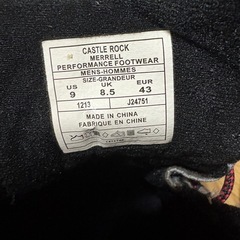 CASTLE ROCK
MERRELL
PERFORMANCE FOOTWEAR
MENS-HOMMES
SIZE-GRANDEUR
US UK EUR
9 8.5 43
1213 J24751
MADE IN CHINA
FABRIQUE EN CHINE